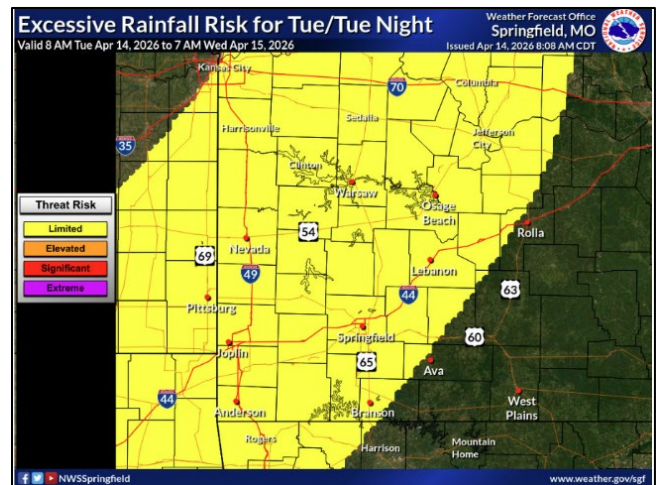 Excessive Rainfall Risk for Tue/Tue Night
Valid 8 AM Tue Apr 14, 2026 to 7 AM Wed Apr 15, 2026
Weather Forecast Office
Springfield, MO
Issued Apr 14, 2026 8:08 AM CDT
Kansas City
70
Columbia
Harrisonville
Sedalia
Jefferson
City
35
Clinton
Warsaw
Osage
Beach
Threat Risk
Limited
Elevated
Significant
Extreme
54
Rolla
Nevada
69
49
Lebanon
44
63
Pittsburg
Springfield
60
Joplin
65
Ava
44
Anderson
Branson
West
Plains
Rogers
Harrison
Mountain
Home
NWSSpringfield
www.weather.gov/sgf